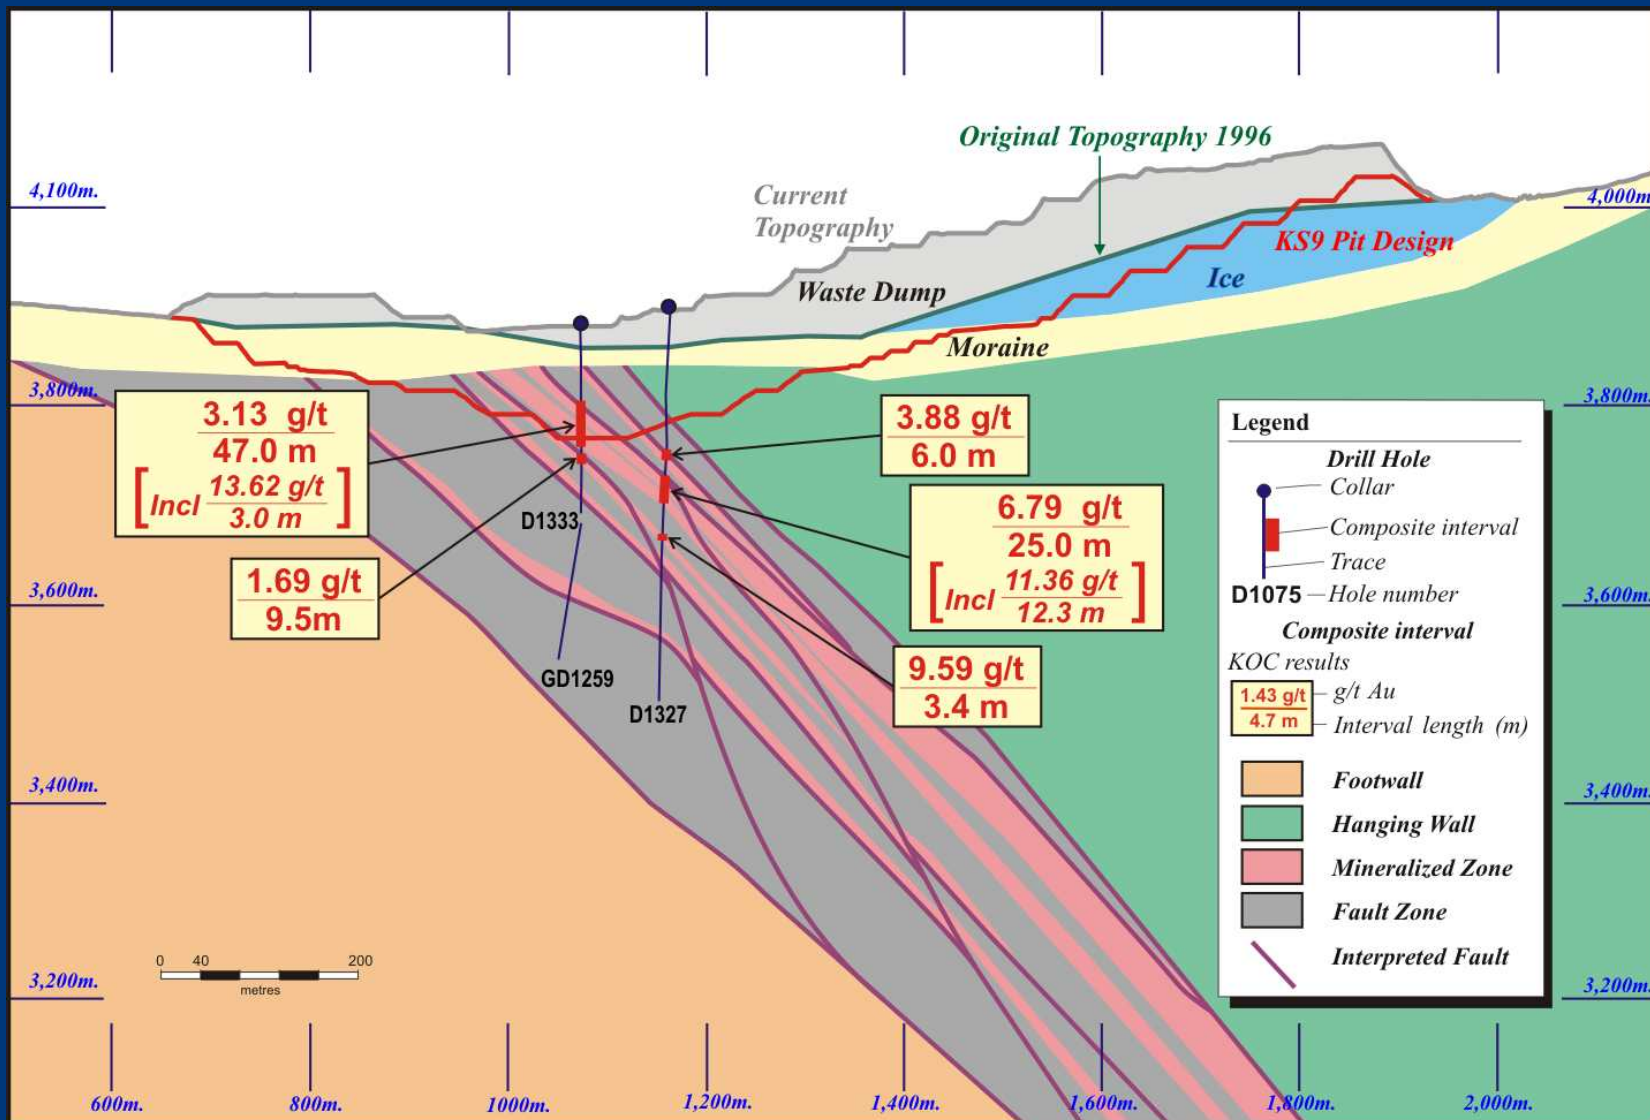 Original Topography 1996
Current
Topography
4,100m.
4,000m
KS9 Pit Design
Ice
Waste Dump
Moraine
3,800m.
3,800m.
3.13 g/t
47.0 m
[Incl 13.62 g/t
3.0 m]
3.88 g/t
6.0 m
D1333
6.79 g/t
25.0 m
[Incl 11.36 g/t
12.3 m]
1.69 g/t
9.5m
3,600m.
3,600m.
GD1259
D1327
9.59 g/t
3.4 m
Legend
Drill Hole
Collar
Composite interval
Trace
D1075 Hole number
Composite interval
KOC results
1.43 g/t g/t Au
4.7 m Interval length (m)
Footwall
Hanging Wall
Mineralized Zone
Fault Zone
Interpreted Fault
3,400m.
3,400m.
0 40 200
metres
3,200m.
3,200m.
600m. 800m. 1000m. 1,200m. 1,400m. 1,600m. 1,800m. 2,000m.